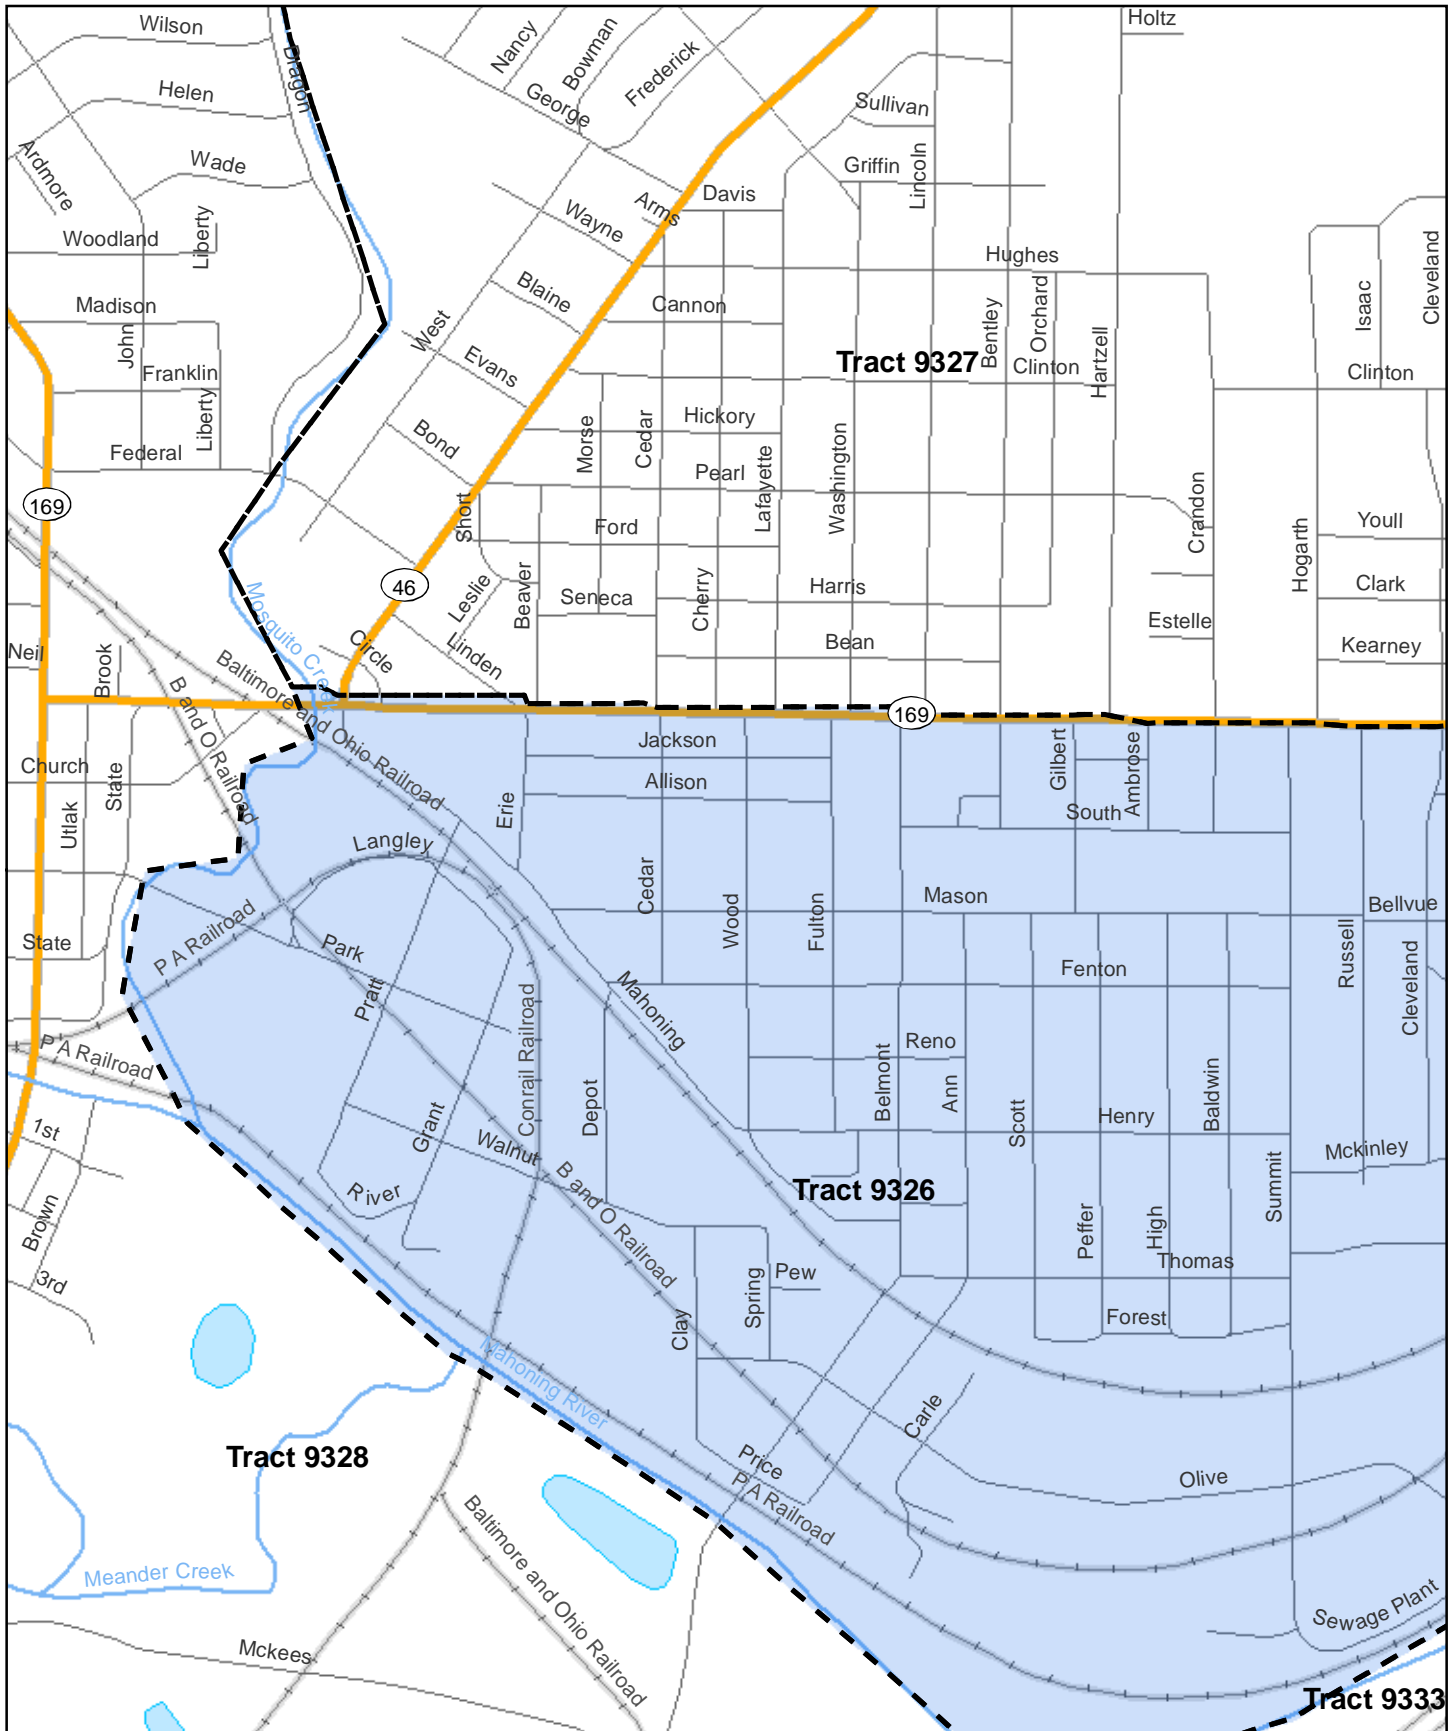 Wilson
Dragon
Nancy
Bowman
Frederick
Holtz
Helen
George
Sullivan
Ardmore
Wade
Griffin
Lincoln
Davis
Arms
Liberty
Wayne
Woodland
Hughes
Cleveland
Blaine
Orchard
Isaac
Madison
Cannon
Bentley
John
West
Hartzell
Evans
Tract 9327
Clinton
Clinton
Franklin
Liberty
Hickory
Morse
Cedar
Bond
Federal
Pearl
Lafayette
Washington
169
Short
Ford
Crandon
Youll
Hogarth
46
Leslie
Beaver
Seneca
Cherry
Harris
Clark
Mosquito Creek
Estelle
Circle
Linden
Bean
Kearney
Neil
Brook
Baltimore and Ohio Railroad
B and O Railroad
169
Jackson
Gilbert
Ambrose
Church
State
Allison
Erie
South
Utlak
Langley
Cedar
Mason
Bellvue
Wood
Fulton
P A Railroad
State
Park
Russell
Cleveland
Fenton
Pratt
Mahoning
Conrail Railroad
P A Railroad
Reno
Belmont
Ann
Depot
Baldwin
Scott
Henry
1st
Grant
Walnut
Mckinley
River
B and O Railroad
Tract 9326
Summit
Brown
Peffer
High
Thomas
3rd
Pew
Spring
Clay
Forest
Mahoning River
Carle
Tract 9328
Price
P A Railroad
Olive
Meander Creek
Baltimore and Ohio Railroad
Sewage Plant
Mckees
Tract 9333